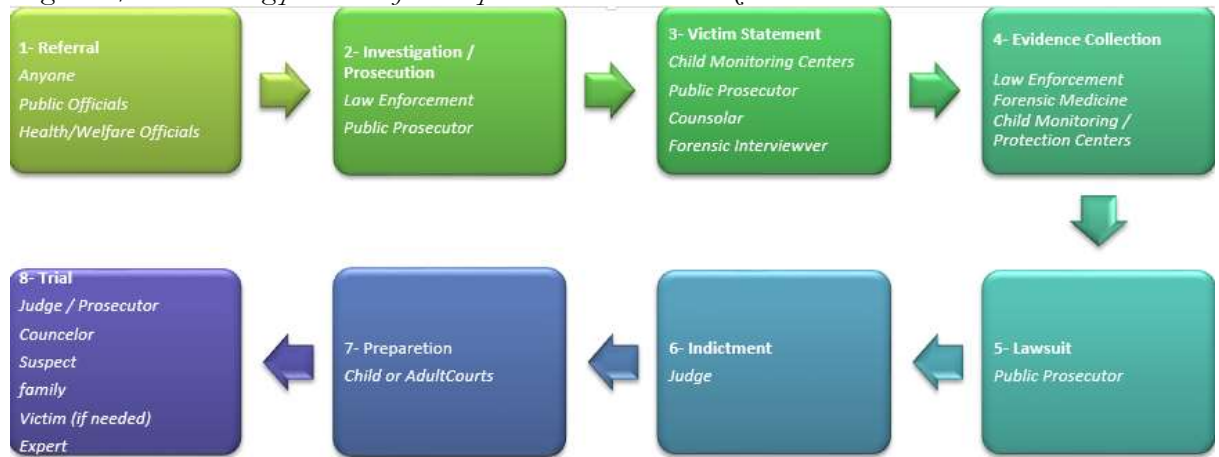 1- Referral
Anyone
Public Officials
Health/Welfare Officials
2- Investigation /
Prosecution
Law Enforcement
Public Prosecutor
3- Victim Statement
Child Monitoring Centers
Public Prosecutor
Counsolar
Forensic Interviewver
4- Evidence Collection
Law Enforcement
Forensic Medicine
Child Monitoring /
Protection Centers
5- Lawsuit
Public Prosecutor
6- Indictment
Judge
7- Preparetion
Child or AdultCourts
8- Trial
Judge / Prosecutor
Councelor
Suspect
family
Victim (if needed)
Expert